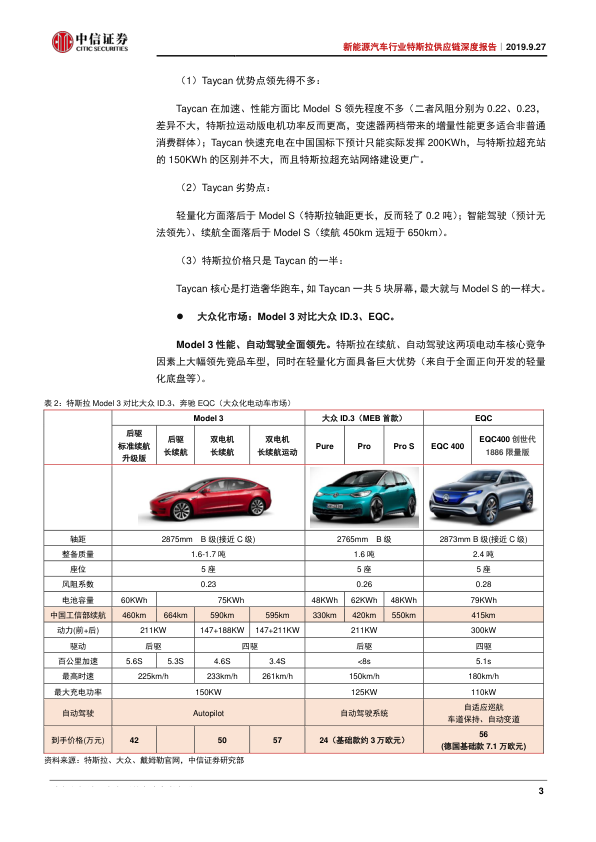 中信证券
CITIC SECURITIES
新能源汽车行业特斯拉供应链深度报告｜2019.9.27
（1）Taycan 优势点领先得不多：
Taycan 在加速、性能方面比 Model S 领先程度不多（二者风阻分别为 0.22、0.23，
差异不大，特斯拉运动版电机功率反而更高，变速器两档带来的增量性能更多适合非普通
消费群体）；Taycan 快速充电在中国国标下预计只能实际发挥 200KWh，与特斯拉超充站
的 150KWh 的区别并不大，而且特斯拉超充站网络建设更广。
（2）Taycan 劣势点：
轻量化方面落后于 Model S（特斯拉轴距更长，反而轻了 0.2 吨）；智能驾驶（预计无
法领先）、续航全面落后于 Model S（续航 450km 远短于 650km）。
（3）特斯拉价格只是 Taycan 的一半：
Taycan 核心是打造奢华跑车，如 Taycan 一共 5 块屏幕，最大就与 Model S 的一样大。
● 大众化市场：Model 3 对比大众 ID.3、EQC。
Model 3 性能、自动驾驶全面领先。特斯拉在续航、自动驾驶这两项电动车核心竞争
因素上大幅领先竞品车型，同时在轻量化方面具备巨大优势（来自于全面正向开发的轻量
化底盘等）。
表 2：特斯拉 Model 3 对比大众 ID.3、奔驰 EQC（大众化电动车市场）
Model 3 大众 ID.3（MEB 首款） EQC
后驱 标准续航 升级版 后驱 长续航 双电机 长续航 双电机 长续航运动 Pure Pro Pro S EQC 400 EQC400 创世代 1886 限量版
轴距 2875mm B 级(接近 C 级) 2765mm B 级 2873mm B 级(接近 C 级)
整备质量 1.6-1.7 吨 1.6 吨 2.4 吨
座位 5 座 5 座 5 座
风阻系数 0.23 0.26 0.28
电池容量 60KWh 75KWh 48KWh 62KWh 48KWh 79KWh
中国工信部续航 460km 664km 590km 595km 330km 420km 550km 415km
动力(前+后) 211KW 147+188KW 147+211KW 211KW 300kW
驱动 后驱 四驱 后驱 四驱
百公里加速 5.6S 5.3S 4.6S 3.4S <8s 5.1s
最高时速 225km/h 233km/h 261km/h 150km/h 180km/h
最大充电功率 150KW 125KW 110kW
自动驾驶 Autopilot 自动驾驶系统 自适应巡航 车道保持、自动变道
到手价格(万元) 42 50 57 24（基础款约 3 万欧元） 56 (德国基础款 7.1 万欧元)
资料来源：特斯拉、大众、戴姆勒官网，中信证券研究部
3